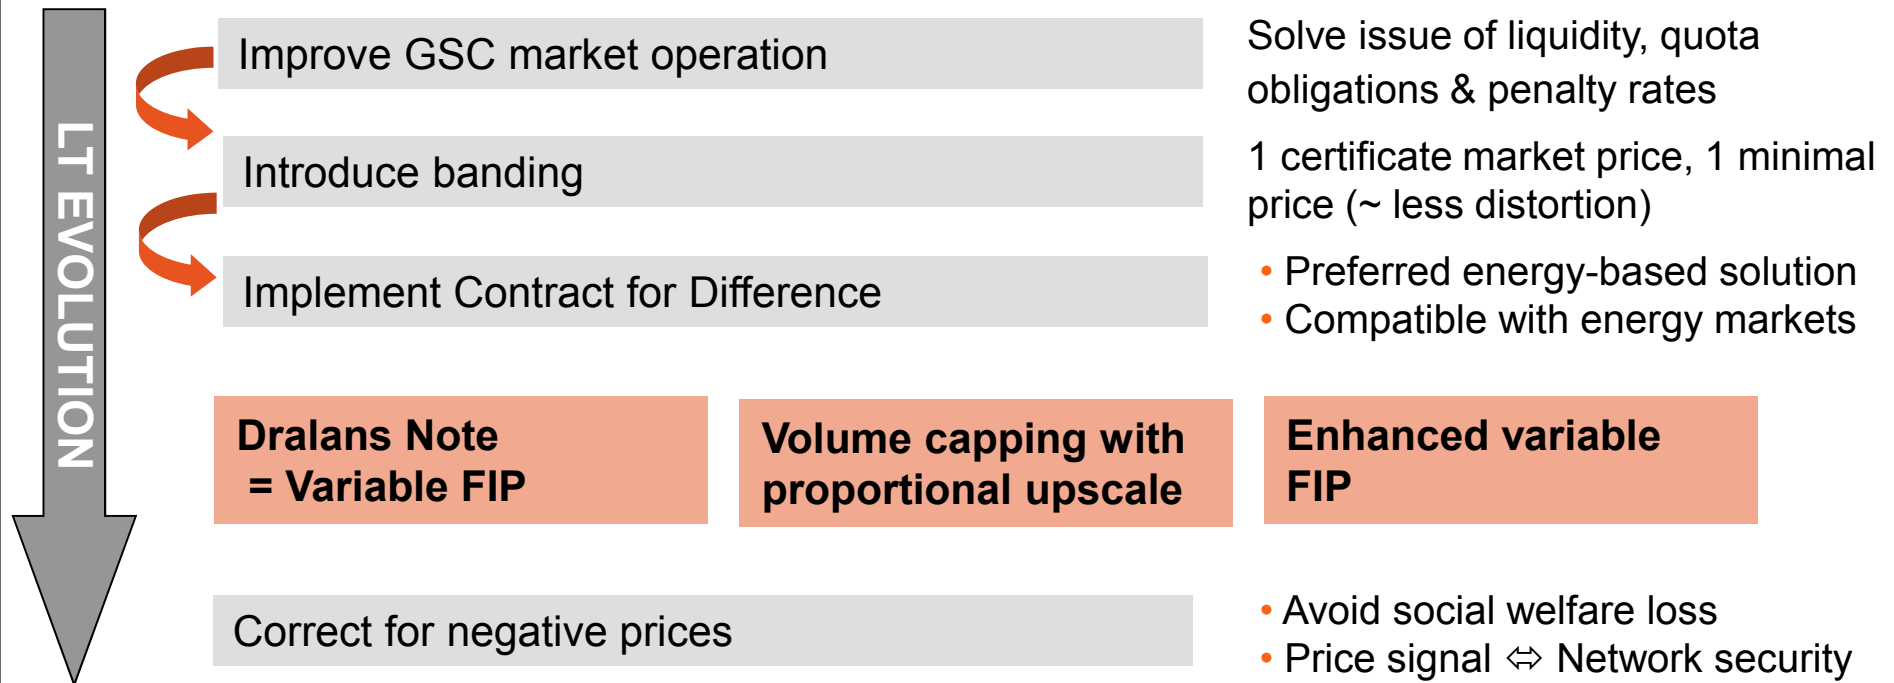 LT EVOLUTION
Improve GSC market operation
Solve issue of liquidity, quota
obligations & penalty rates
Introduce banding
1 certificate market price, 1 minimal
price (~ less distortion)
Implement Contract for Difference
• Preferred energy-based solution
• Compatible with energy markets
Dralans Note
= Variable FIP
Volume capping with
proportional upscale
Enhanced variable
FIP
Correct for negative prices
• Avoid social welfare loss
• Price signal ⇔ Network security